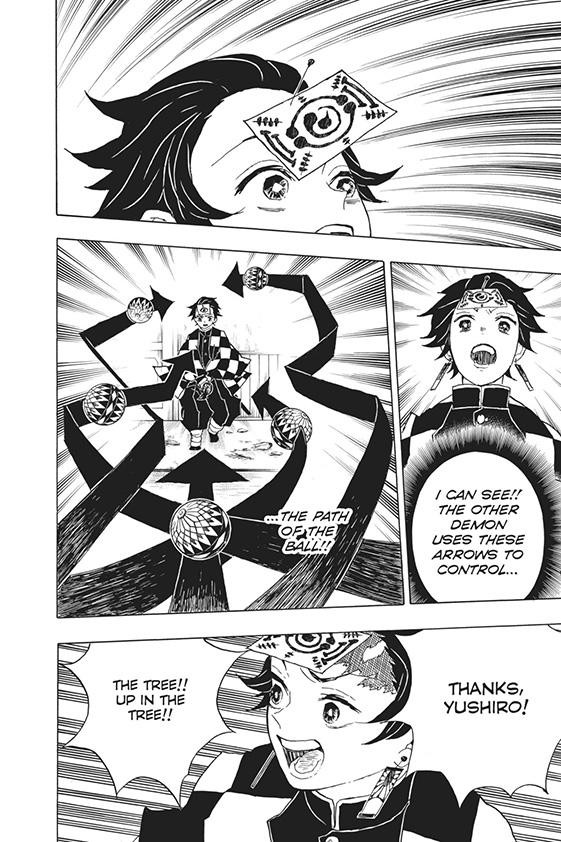 I CAN SEE!!
THE OTHER
DEMON
USES THESE
ARROWS TO
CONTROL...
...THE PATH
OF THE
BALL!!
THANKS,
YUSHIRO!
THE TREE!!
UP IN THE
TREE!!